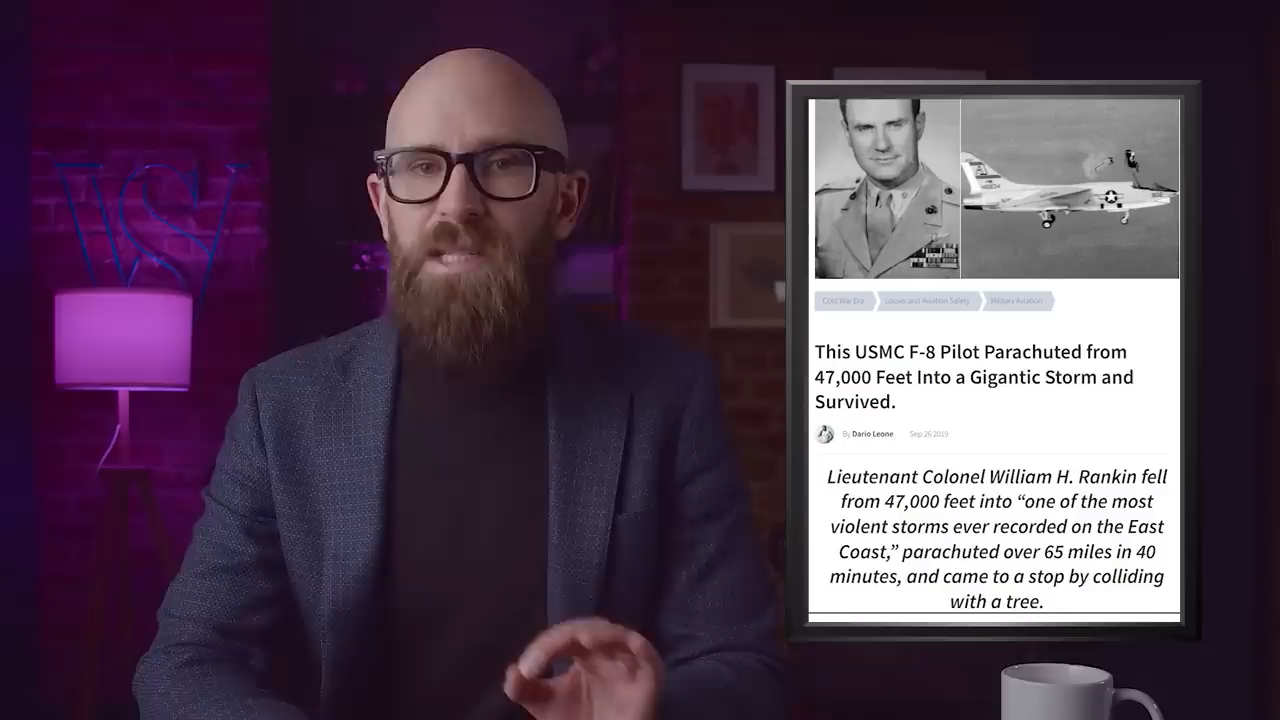 Cold War Era
Losses and Aviation Safety
Military Aviation
This USMC F-8 Pilot Parachuted from
47,000 Feet Into a Gigantic Storm and
Survived.
By Dario Leone
Sep 26 2019
Lieutenant Colonel William H. Rankin fell
from 47,000 feet into “one of the most
violent storms ever recorded on the East
Coast,” parachuted over 65 miles in 40
minutes, and came to a stop by colliding
with a tree.